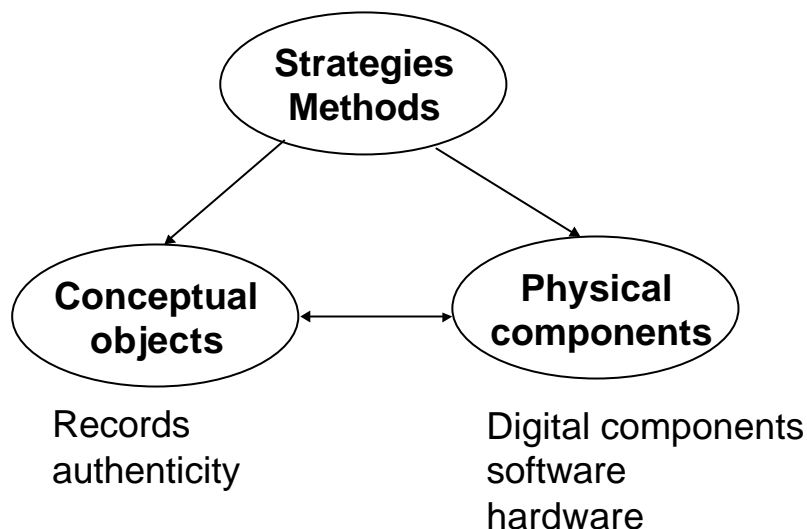 Strategies
Methods
Conceptual
objects
Physical
components
Records
authenticity
Digital components
software
hardware